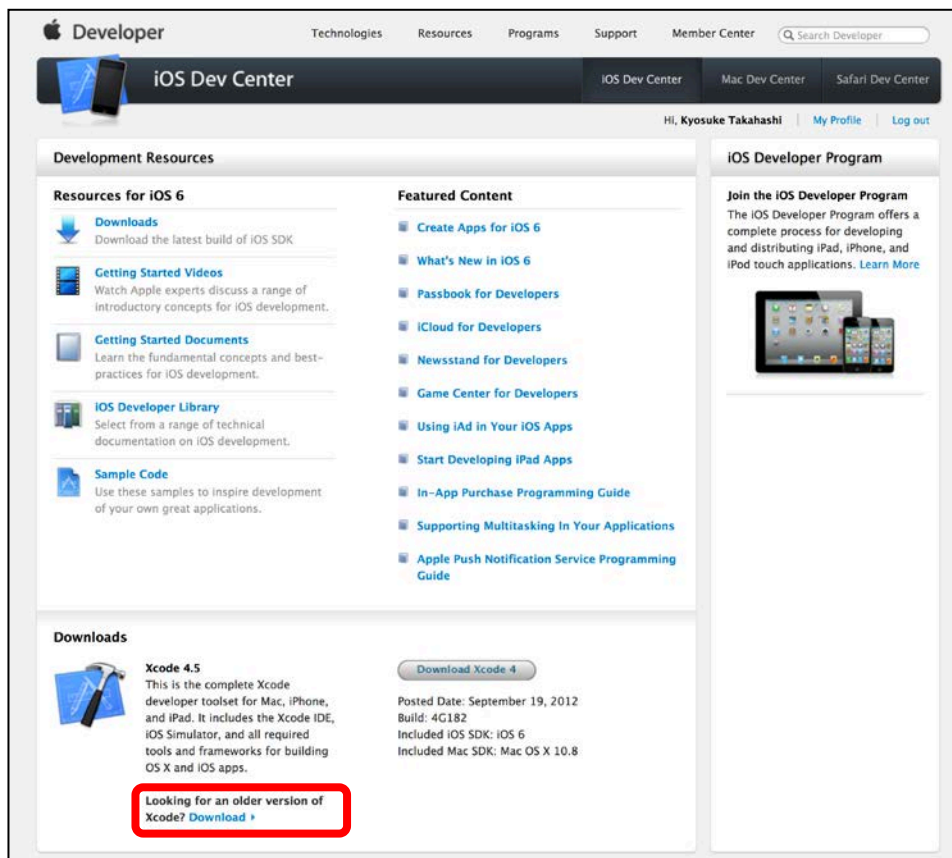 Developer
Technologies Resources Programs Support Member Center Search Developer
iOS Dev Center
iOS Dev Center Mac Dev Center Safari Dev Center
Hi, Kyosuke Takahashi My Profile Log out
Development Resources
Resources for iOS 6
Downloads
Download the latest build of iOS SDK
Getting Started Videos
Watch Apple experts discuss a range of
introductory concepts for iOS development.
Getting Started Documents
Learn the fundamental concepts and best-
practices for iOS development.
iOS Developer Library
Select from a range of technical
documentation on iOS development.
Sample Code
Use these samples to inspire development
of your own great applications.
Featured Content
Create Apps for iOS 6
What's New in iOS 6
Passbook for Developers
iCloud for Developers
Newsstand for Developers
Game Center for Developers
Using iAd in Your iOS Apps
Start Developing iPad Apps
In-App Purchase Programming Guide
Supporting Multitasking In Your Applications
Apple Push Notification Service Programming
Guide
iOS Developer Program
Join the iOS Developer Program
The iOS Developer Program offers a
complete process for developing
and distributing iPad, iPhone, and
iPod touch applications. Learn More
Downloads
Xcode 4.5
This is the complete Xcode
developer toolset for Mac, iPhone,
and iPad. It includes the Xcode IDE,
iOS Simulator, and all required
tools and frameworks for building
OS X and iOS apps.
Looking for an older version of
Xcode? Download
Download Xcode 4
Posted Date: September 19, 2012
Build: 4G182
Included iOS SDK: iOS 6
Included Mac SDK: Mac OS X 10.8